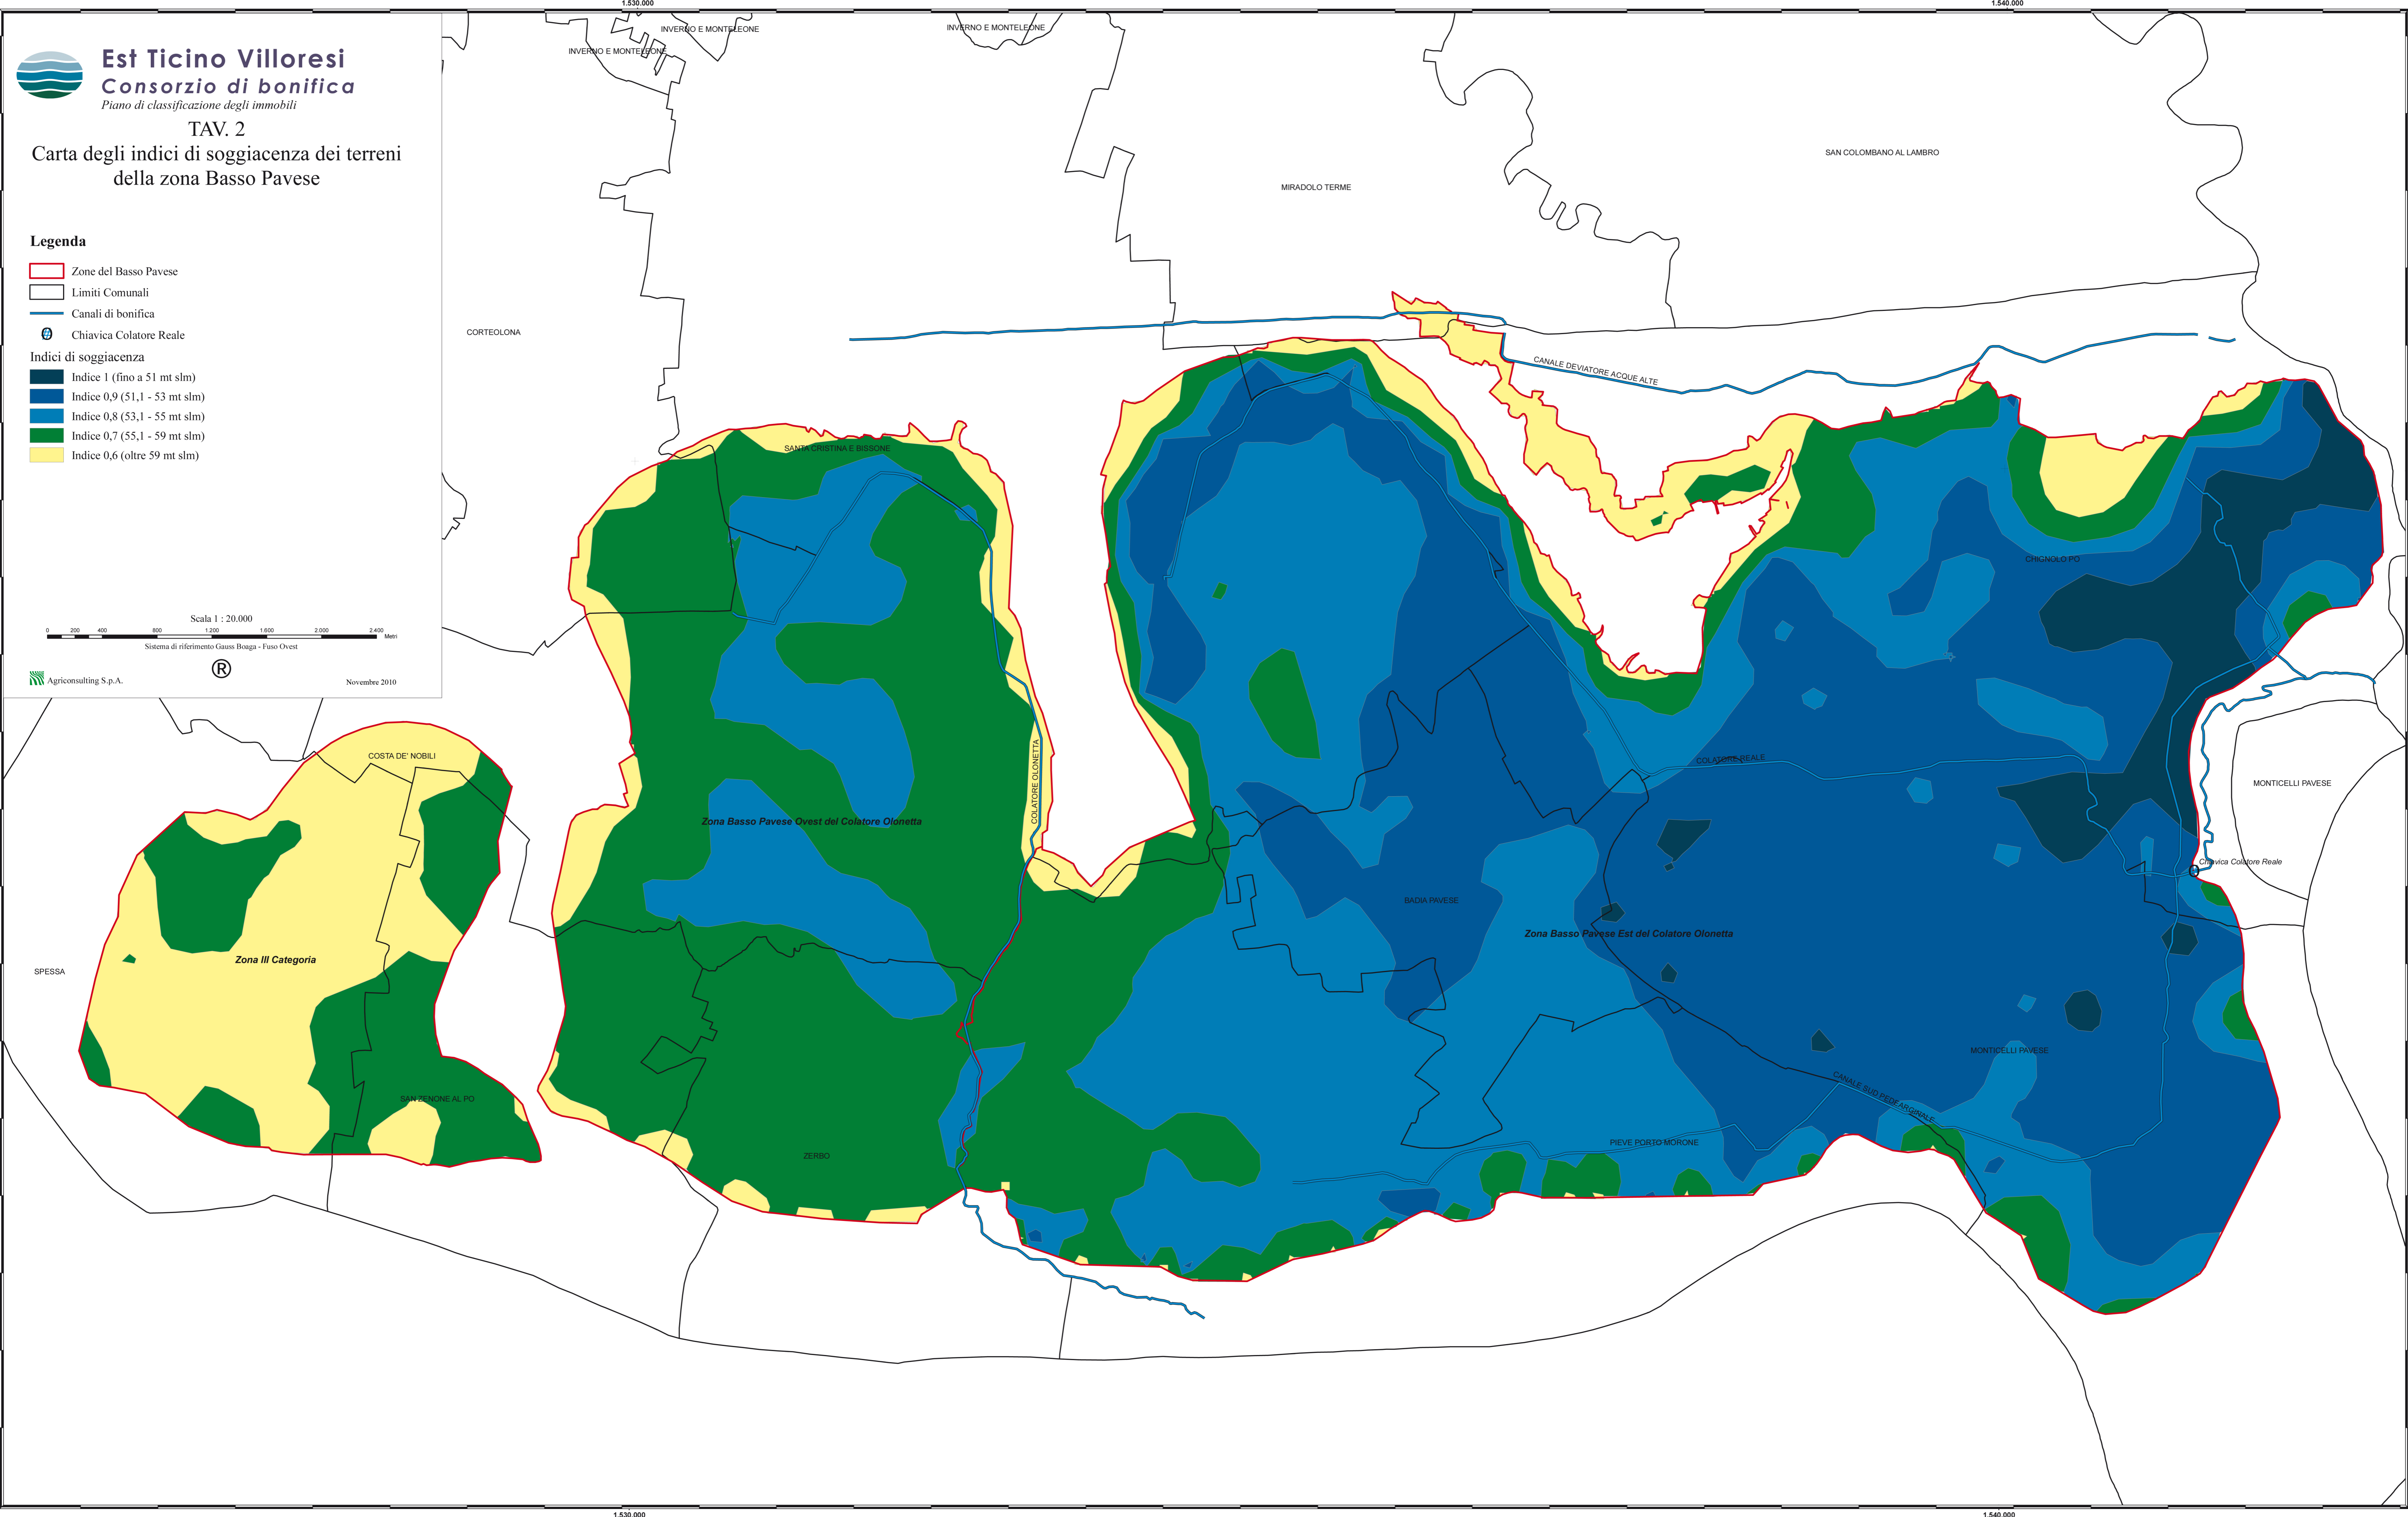 1.530.000
1.540.000
Est Ticino Villoresi
Consorzio di bonifica
Piano di classificazione degli immobili
TAV. 2
Carta degli indici di soggiacenza dei terreni
della zona Basso Pavese
Legenda
Zone del Basso Pavese
Limiti Comunali
Canali di bonifica
Chiavica Colatore Reale
Indici di soggiacenza
Indice 1 (fino a 51 mt slm)
Indice 0,9 (51,1 - 53 mt slm)
Indice 0,8 (53,1 - 55 mt slm)
Indice 0,7 (55,1 - 59 mt slm)
Indice 0,6 (oltre 59 mt slm)
Scala 1 : 20.000
0 200 400 800 1.200 1.600 2.000 2.400
Metri
Sistema di riferimento Gauss Boaga - Fuso Ovest
®
Agriconsulting S.p.A.
Novembre 2010
INVERNO E MONTELEONE
INVERNO E MONTELEONE
INVERNO E MONTELEONE
SAN COLOMBANO AL LAMBRO
MIRADOLO TERME
CORTEOLONA
CANALE DEVIATORE ACQUE ALTE
SANTA CRISTINA E BISSONE
CHIGNOLO PO
COSTA DE' NOBILI
COLATORE OLONETTA
COLATORE REALE
MONTICELLI PAVESE
Zona Basso Pavese Ovest del Colatore Olonetta
Chiavica Colatore Reale
BADIA PAVESE
Zona Basso Pavese Est del Colatore Olonetta
Zona III Categoria
SPESSA
MONTICELLI PAVESE
CANALE SUD PEDEARGINALE
SAN ZENONE AL PO
PIEVE PORTO MORONE
ZERBO
1.530.000
1.540.000